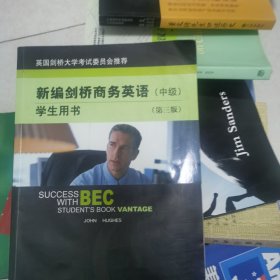 英国剑桥大学考试委员会推荐
新编剑桥商务英语（中级）
学生用书 （第三版）
SUCCESS
WITH BEC
STUDENT'S BOOK VANTAGE
JOHN HUGHES
Jim Sanders